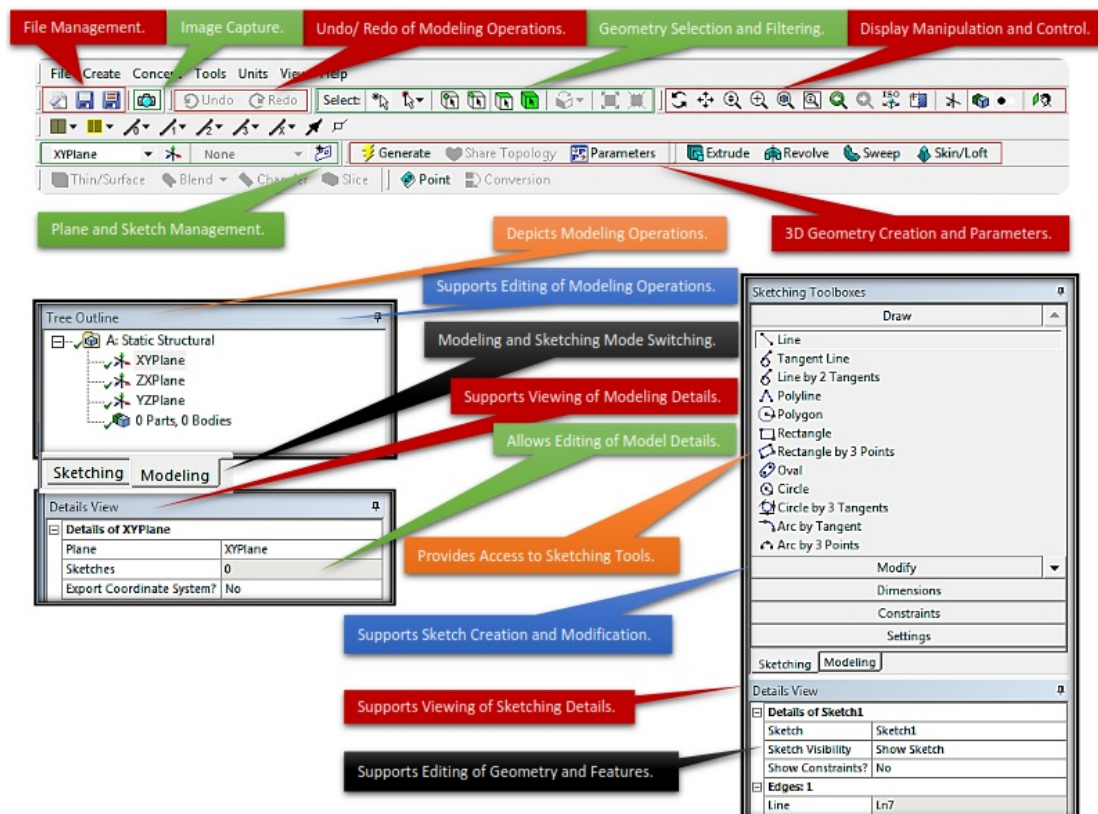 File Management.
Image Capture.
Undo/ Redo of Modeling Operations.
Geometry Selection and Filtering.
Display Manipulation and Control.
File Create Concept Tools Units View Help
Undo Redo Select: ISO
XYPlane None Generate Share Topology Parameters Extrude Revolve Sweep Skin/Loft
Thin/Surface Blend Chamfer Slice Point Conversion
Plane and Sketch Management.
Depicts Modeling Operations.
3D Geometry Creation and Parameters.
Supports Editing of Modeling Operations.
Tree Outline
A: Static Structural
XYPlane
ZXPlane
YZPlane
0 Parts, 0 Bodies
Modeling and Sketching Mode Switching.
Supports Viewing of Modeling Details.
Allows Editing of Model Details.
Sketching Modeling
Details View
Details of XYPlane
Plane XYPlane
Sketches 0
Export Coordinate System? No
Provides Access to Sketching Tools.
Supports Sketch Creation and Modification.
Supports Viewing of Sketching Details.
Supports Editing of Geometry and Features.
Sketching Toolboxes
Draw
Line
Tangent Line
Line by 2 Tangents
Polyline
Polygon
Rectangle
Rectangle by 3 Points
Oval
Circle
Circle by 3 Tangents
Arc by Tangent
Arc by 3 Points
Modify
Dimensions
Constraints
Settings
Sketching Modeling
Details View
Details of Sketch1
Sketch Sketch1
Sketch Visibility Show Sketch
Show Constraints? No
Edges: 1
Line Ln7